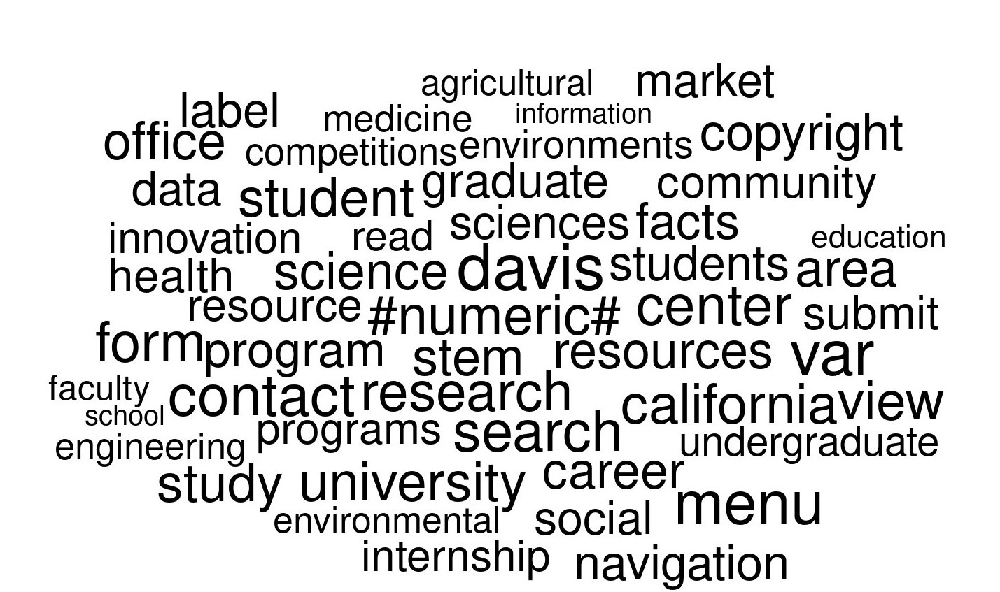 agricultural market
label medicine information
office competitions environments copyright
data student graduate community
innovation read sciences facts education
health science davis students area
resource #numeric# center submit
form program stem resources var
faculty contact research california view
school programs search undergraduate
engineering
study university career menu
environmental social
internship navigation